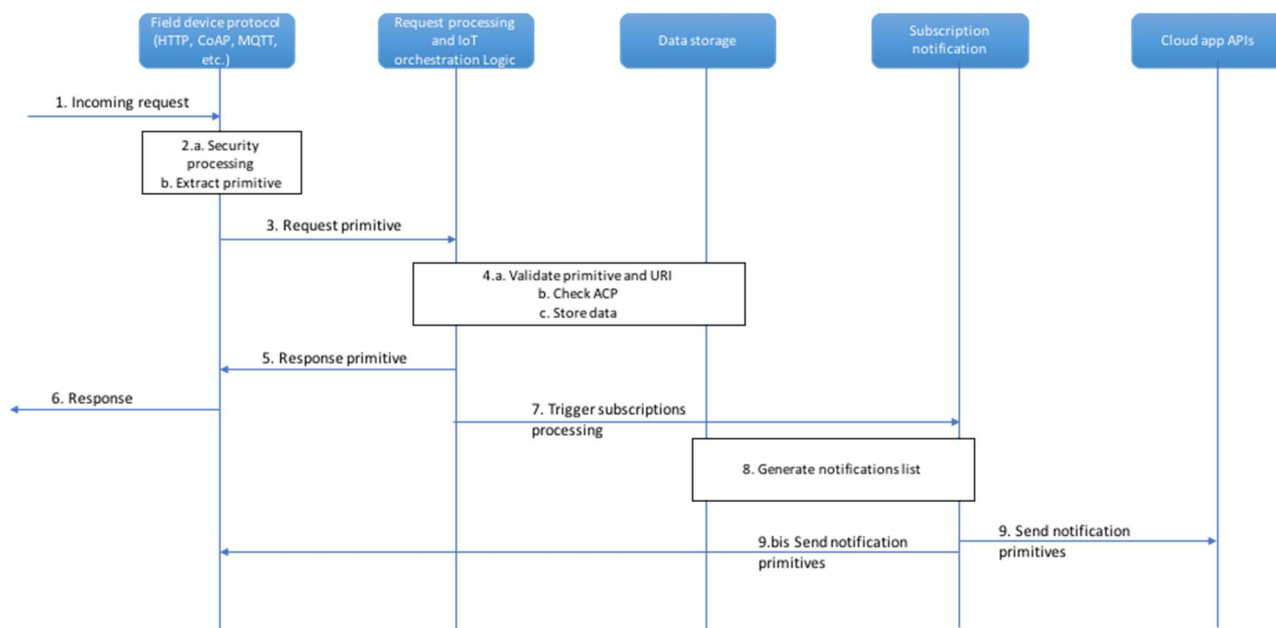 Field device protocol
(HTTP, CoAP, MQTT,
etc.)
Request processing
and IoT
orchestration Logic
Data storage
Subscription
notification
Cloud app APIs
1. Incoming request
2.a. Security
processing
b. Extract primitive
3. Request primitive
4.a. Validate primitive and URI
b. Check ACP
c. Store data
5. Response primitive
6. Response
7. Trigger subscriptions
processing
8. Generate notifications list
9. Send notification
primitives
9.bis Send notification
primitives